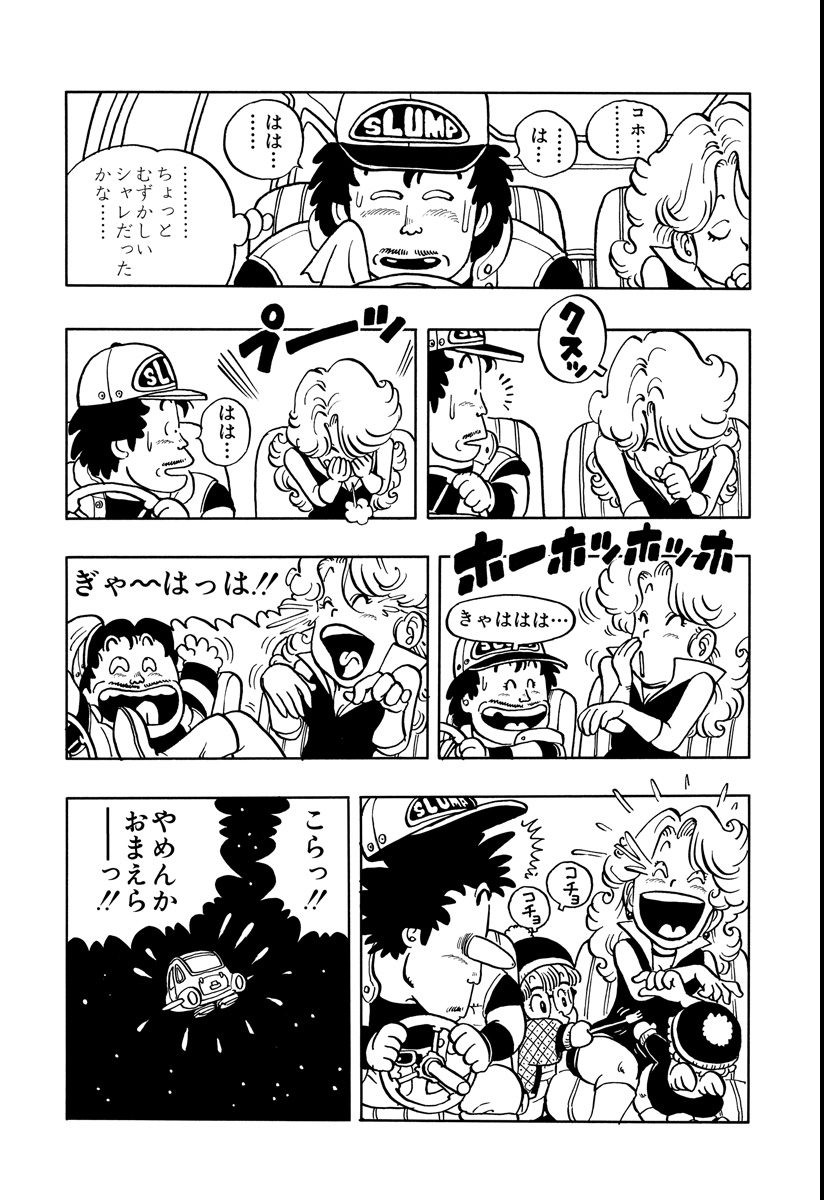 コホ……
……
は……
……
SLUMP
はは……
……
…………
ちょっと
むずかしい
シャレだった
かな……
クスッ
SL
プーーッ
SLI
はは…
ホーホッホッホ
きゃははは…
SLUMP
ぎゃ〜〜はっは!!
SLUMP
コチョ
コチョ
こらっ!!
やめんか
おまえら
――っ!!